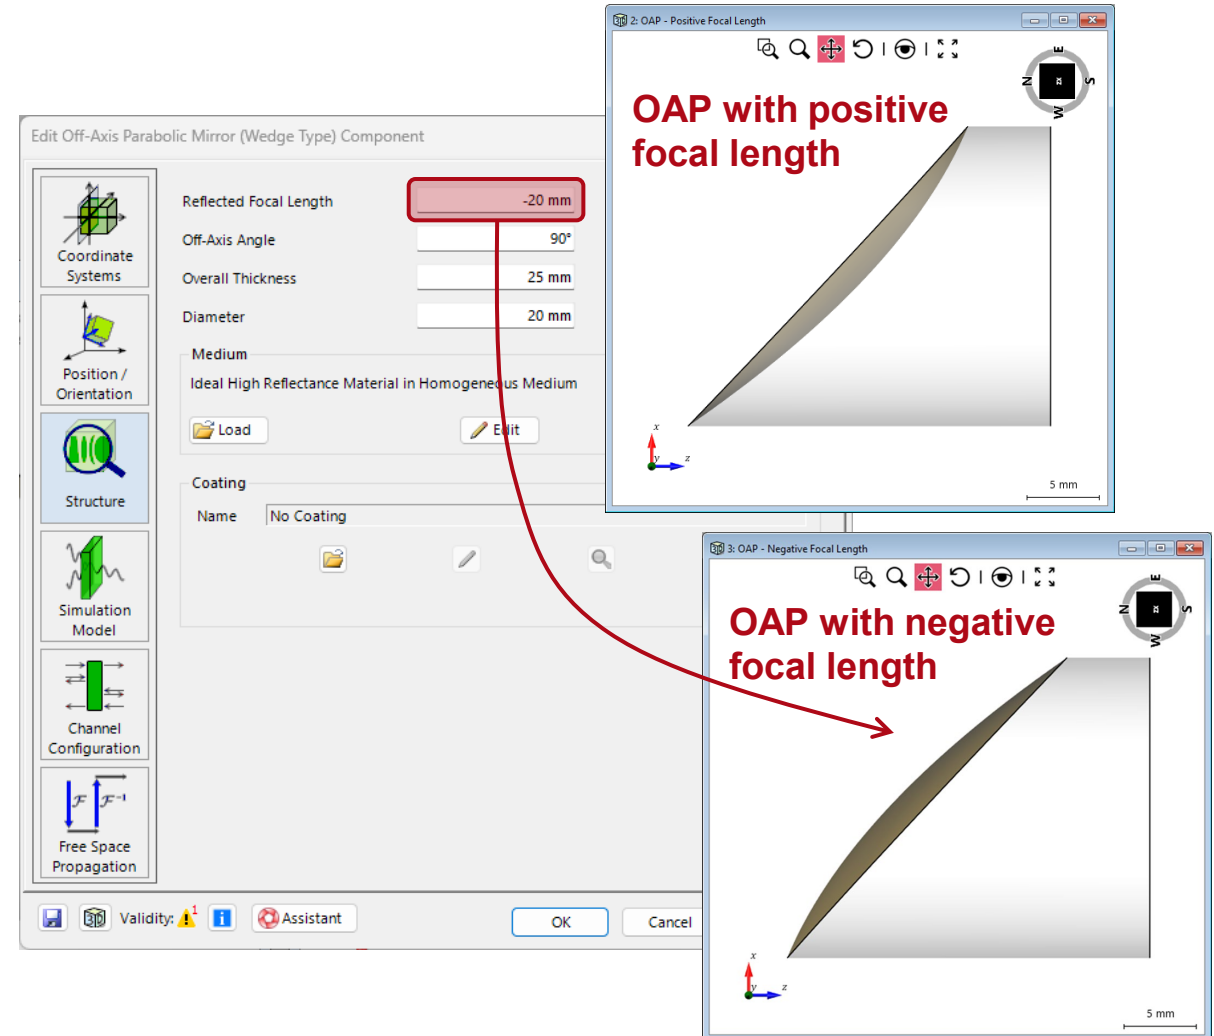 2: OAP - Positive Focal Length
E
N
S
W
OAP with positive
focal length
x
y
z
5 mm
Edit Off-Axis Parabolic Mirror (Wedge Type) Component
Coordinate
Systems
Position /
Orientation
Structure
Simulation
Model
Channel
Configuration
F F⁻¹
Free Space
Propagation
Reflected Focal Length -20 mm
Off-Axis Angle 90°
Overall Thickness 25 mm
Diameter 20 mm
Medium
Ideal High Reflectance Material in Homogeneous Medium
Load
Edit
Coating
Name No Coating
3D Validity: 1 i Assistant
OK
Cancel
3: OAP - Negative Focal Length
E
N
S
W
OAP with negative
focal length
x
y
z
5 mm